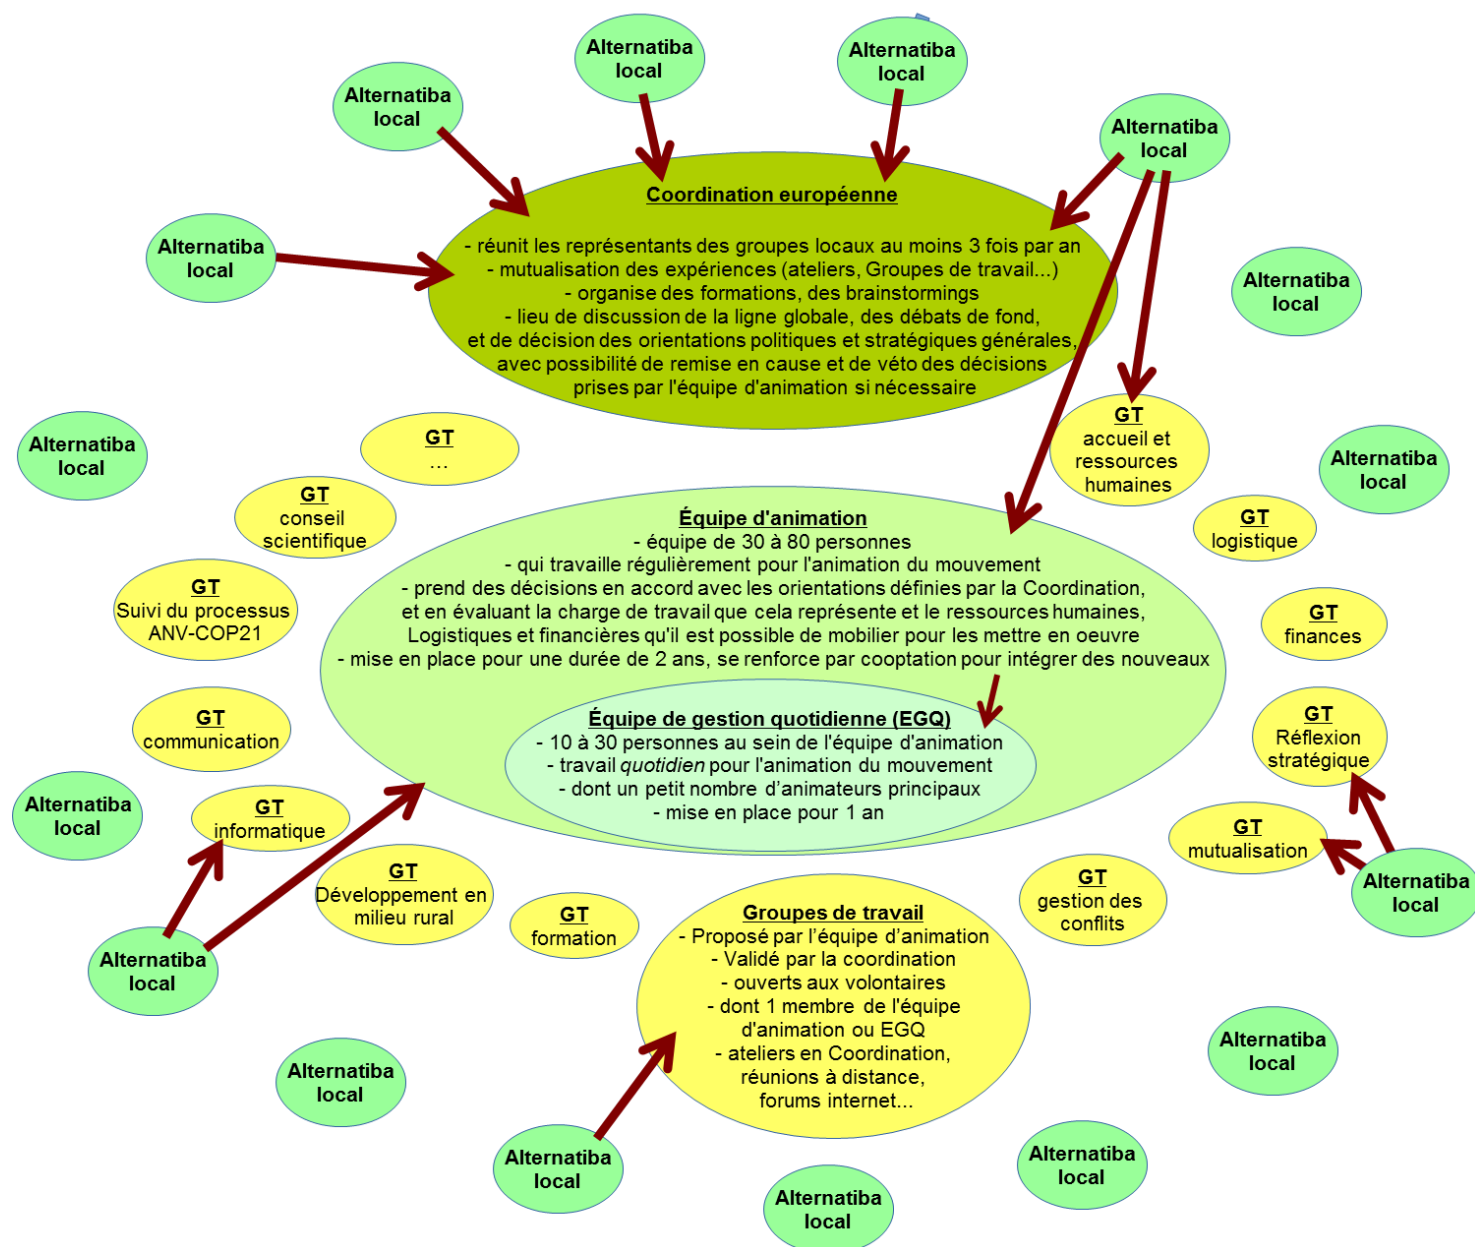 Alternatiba
local
Alternatiba
local
Alternatiba
local
Alternatiba
local
Alternatiba
local
Coordination européenne
- réunit les représentants des groupes locaux au moins 3 fois par an
- mutualisation des expériences (ateliers, Groupes de travail...)
- organise des formations, des brainstormings
- lieu de discussion de la ligne globale, des débats de fond,
et de décision des orientations politiques et stratégiques générales,
avec possibilité de remise en cause et de véto des décisions
prises par l'équipe d'animation si nécessaire
Alternatiba
local
Alternatiba
local
GT
accueil et
ressources
humaines
GT
...
Alternatiba
local
Alternatiba
local
GT
conseil
scientifique
GT
logistique
Équipe d'animation
- équipe de 30 à 80 personnes
- qui travaille régulièrement pour l'animation du mouvement
- prend des décisions en accord avec les orientations définies par la Coordination,
et en évaluant la charge de travail que cela représente et le ressources humaines,
Logistiques et financières qu'il est possible de mobilier pour les mettre en oeuvre
- mise en place pour une durée de 2 ans, se renforce par cooptation pour intégrer des nouveaux
GT
Suivi du processus
ANV-COP21
GT
finances
GT
communication
Équipe de gestion quotidienne (EGQ)
- 10 à 30 personnes au sein de l'équipe d'animation
- travail quotidien pour l'animation du mouvement
- dont un petit nombre d’animateurs principaux
- mise en place pour 1 an
GT
Réflexion
stratégique
Alternatiba
local
GT
informatique
GT
mutualisation
GT
Développement en
milieu rural
GT
formation
GT
gestion des
conflits
Alternatiba
local
Groupes de travail
- Proposé par l’équipe d’animation
- Validé par la coordination
- ouverts aux volontaires
- dont 1 membre de l'équipe
d'animation ou EGQ
- ateliers en Coordination,
réunions à distance,
forums internet...
Alternatiba
local
Alternatiba
local
Alternatiba
local
Alternatiba
local
Alternatiba
local
Alternatiba
local